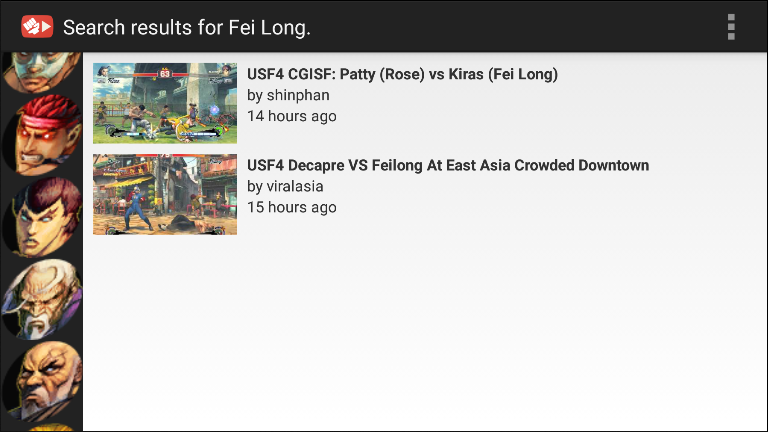 Search results for Fei Long.
USF4 CGISF: Patty (Rose) vs Kiras (Fei Long)
by shinphan
14 hours ago
USF4 Decapre VS Feilong At East Asia Crowded Downtown
by viralasia
15 hours ago